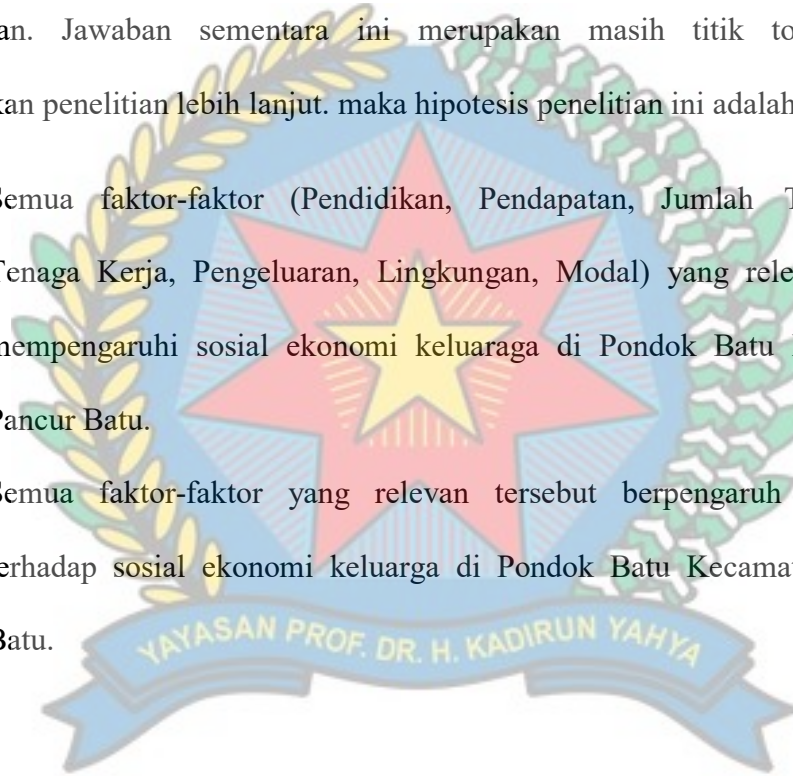 an. Jawaban sementara ini merupakan masih titik to
kan penelitian lebih lanjut. maka hipotesis penelitian ini adalah
Semua faktor-faktor (Pendidikan, Pendapatan, Jumlah T
Tenaga Kerja, Pengeluaran, Lingkungan, Modal) yang rele
mempengaruhi sosial ekonomi keluaraga di Pondok Batu
Pancur Batu.
Semua faktor-faktor yang relevan tersebut berpengaruh
erhadap sosial ekonomi keluarga di Pondok Batu Kecamat
Batu.
YAYASAN PROF. DR. H. KADIRUN YAHYA